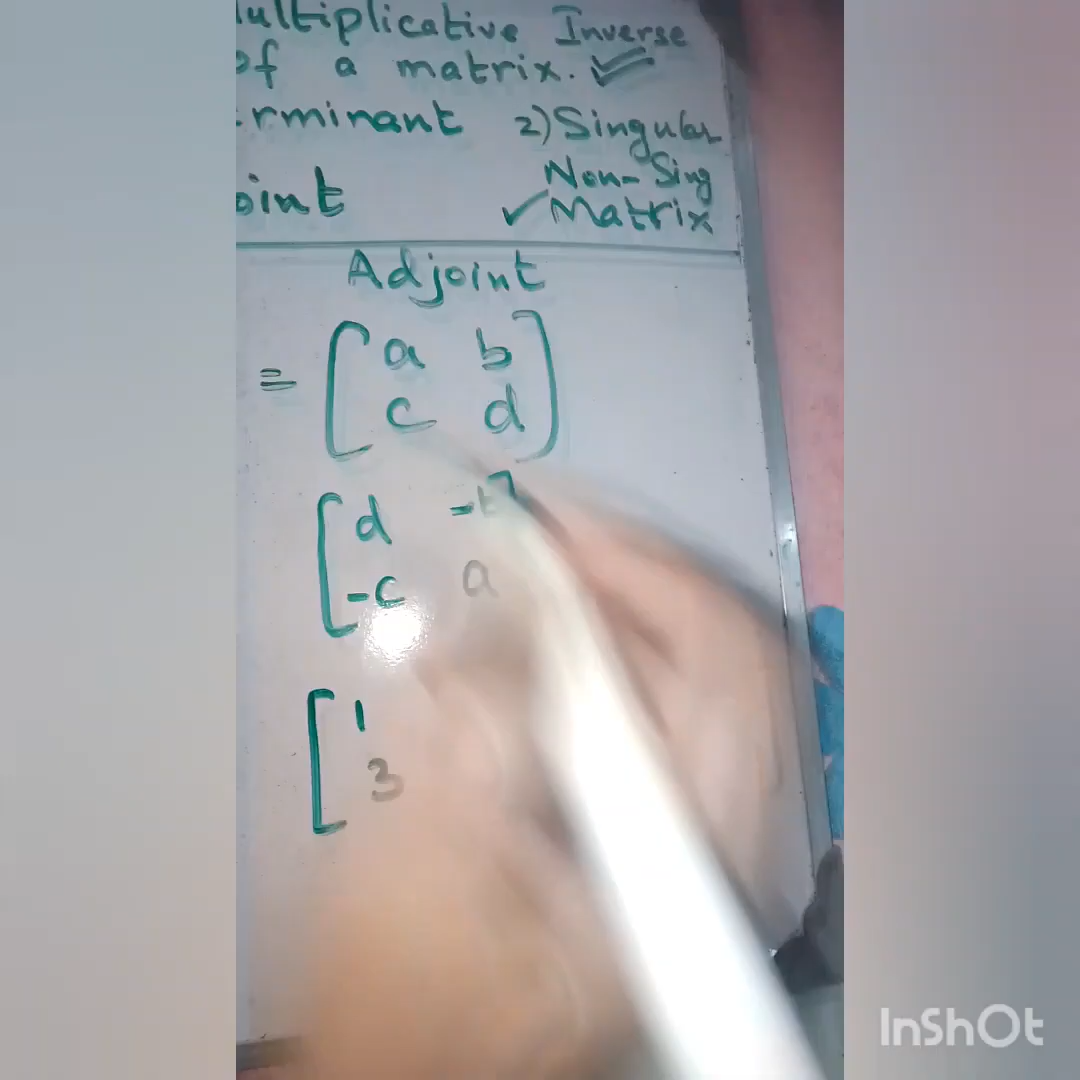 ultiplicative Inverse
of a matrix.
rminant 2) Singular
Non-Sing
oint Matrix
Adjoint
= [ a b ]
c d
[ d
-c a
[ 1
3
InShOt